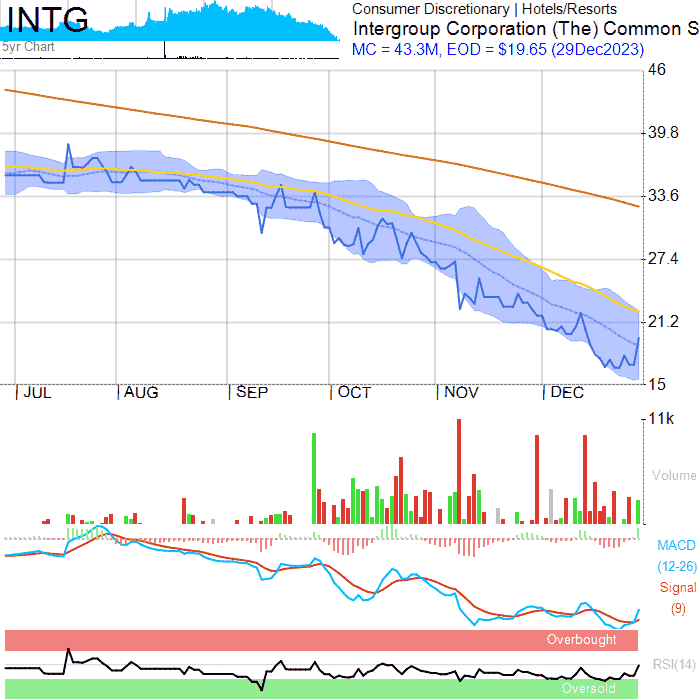 INTG
5yr Chart
Consumer Discretionary | Hotels/Resorts
Intergroup Corporation (The) Common S
MC = 43.3M, EOD = $19.65 (29Dec2023)
46
39.8
33.6
27.4
21.2
15
JUL AUG SEP OCT NOV DEC
11k
Volume
MACD
(12-26)
Signal
(9)
Overbought
RSI(14)
Oversold